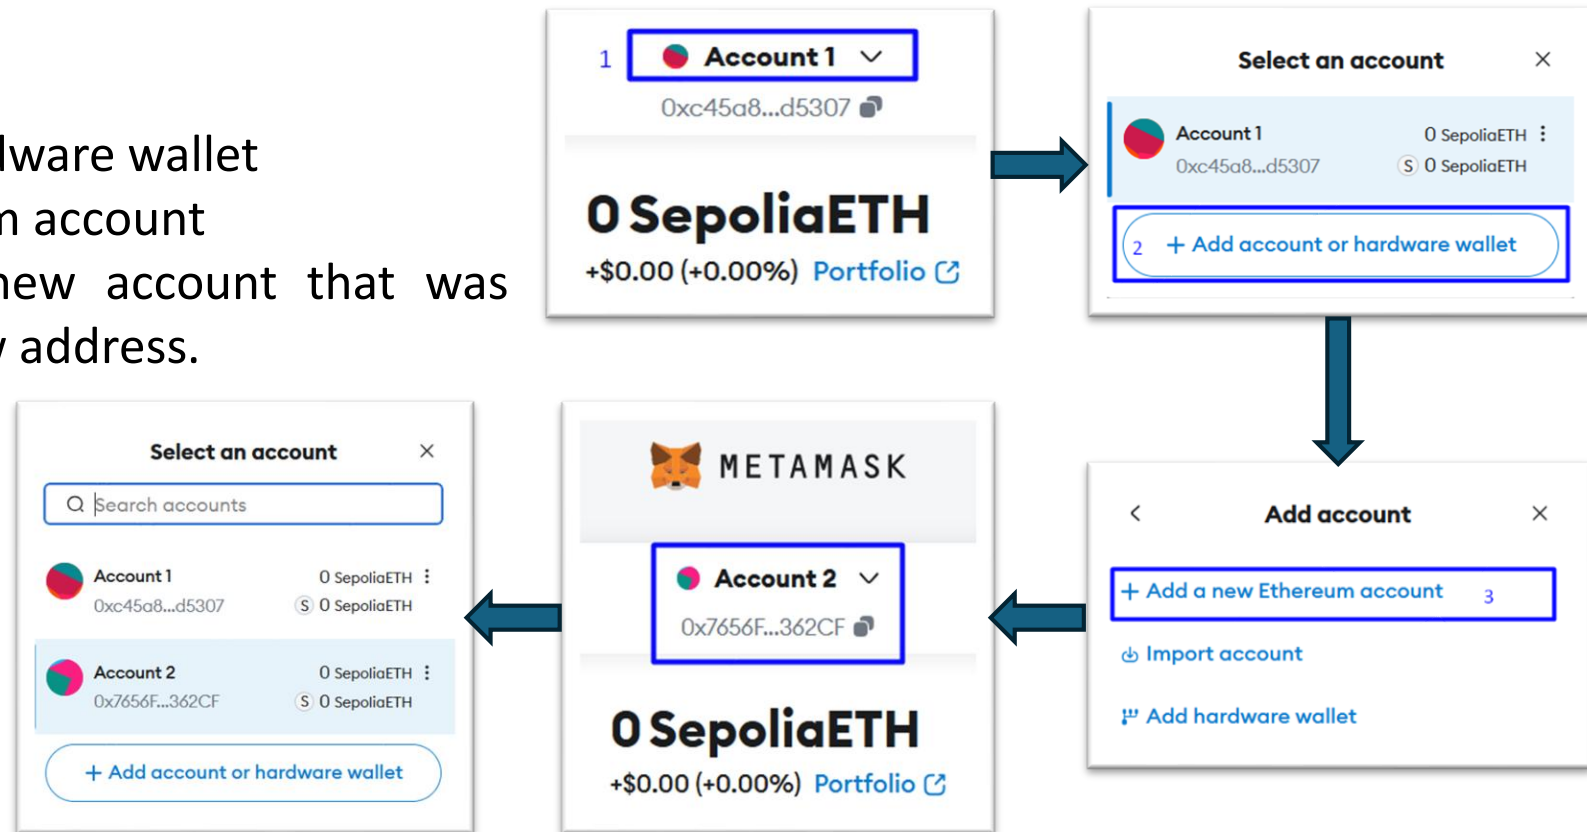 dware wallet
m account
new account that was
y address.
1
Account 1
0xc45a8...d5307
0 SepoliaETH
+$0.00 (+0.00%) Portfolio
Select an account
Account 1 0 SepoliaETH
0xc45a8...d5307 S 0 SepoliaETH
2 + Add account or hardware wallet
Add account
+ Add a new Ethereum account 3
Import account
Add hardware wallet
METAMASK
Account 2
0x7656F...362CF
0 SepoliaETH
+$0.00 (+0.00%) Portfolio
Select an account
Search accounts
Account 1 0 SepoliaETH
0xc45a8...d5307 S 0 SepoliaETH
Account 2 0 SepoliaETH
0x7656F...362CF S 0 SepoliaETH
+ Add account or hardware wallet